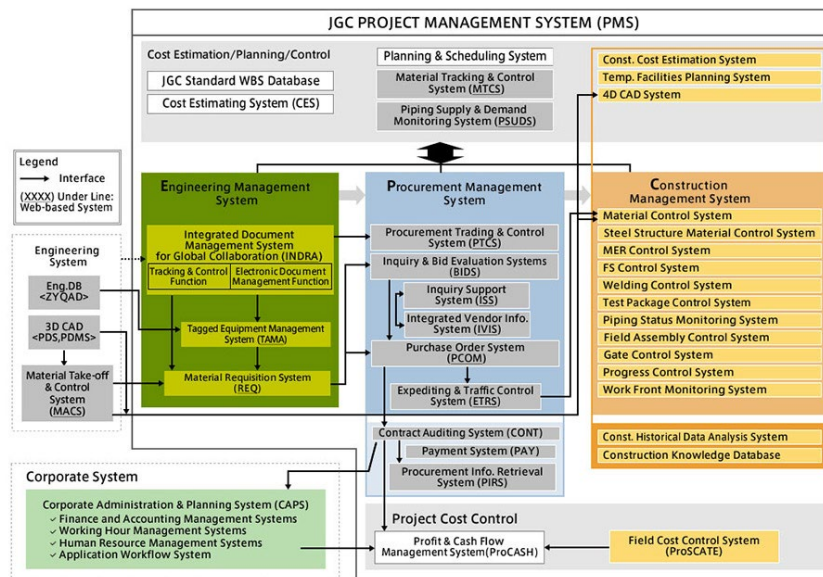 JGC PROJECT MANAGEMENT SYSTEM (PMS)
Cost Estimation/Planning/Control
JGC Standard WBS Database
Cost Estimating System (CES)
Planning & Scheduling System
Material Tracking & Control
System (MTCS)
Piping Supply & Demand
Monitoring System (PSUDS)
Const. Cost Estimation System
Temp. Facilities Planning System
4D CAD System
Legend
Interface
(XXXX) Under Line:
Web-based System
Engineering Management
System
Procurement Management
System
Construction
Management System
Engineering
System
Eng.DB
<ZYQAD>
3D CAD
<PDS,PDMS>
Material Take-off
& Control
System
(MACS)
Integrated Document
Management System
for Global Collaboration (INDRA)
Tracking & Control
Function
Electronic Document
Management Function
Tagged Equipment Management
System (TAMA)
Material Requisition System
(REQ)
Procurement Trading & Control
System (PTCS)
Inquiry & Bid Evaluation Systems
(BIDS)
Inquiry Support
System (ISS)
Integrated Vendor Info.
System (IVIS)
Purchase Order System
(PCOM)
Expediting & Traffic Control
System (ETRS)
Contract Auditing System (CONT)
Payment System (PAY)
Procurement Info. Retrieval
System (PIRS)
Material Control System
Steel Structure Material Control System
MER Control System
FS Control System
Welding Control System
Test Package Control System
Piping Status Monitoring System
Field Assembly Control System
Gate Control System
Progress Control System
Work Front Monitoring System
Const. Historical Data Analysis System
Construction Knowledge Database
Corporate System
Corporate Administration & Planning System (CAPS)
✓ Finance and Accounting Management Systems
✓ Working Hour Management Systems
✓ Human Resource Management Systems
✓ Application Workflow System
Project Cost Control
Profit & Cash Flow
Management System(ProCASH)
Field Cost Control System
(ProSCATE)